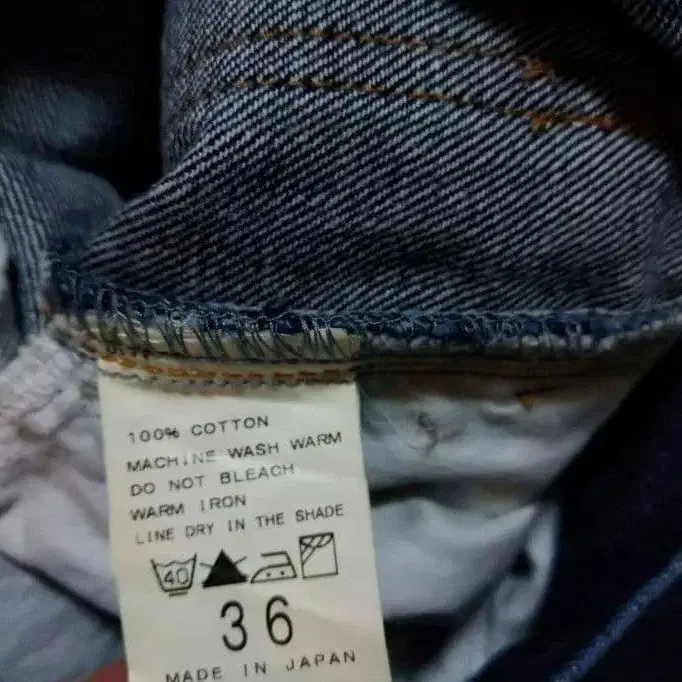 100% COTTON
MACHINE WASH WARM
DO NOT BLEACH
WARM IRON
LINE DRY IN THE SHADE
40
36
MADE IN JAPAN